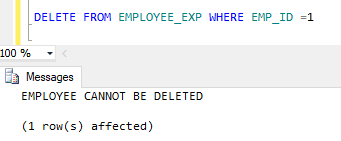 DELETE FROM EMPLOYEE_EXP WHERE EMP_ID =1
100 %
Messages
EMPLOYEE CANNOT BE DELETED
(1 row(s) affected)